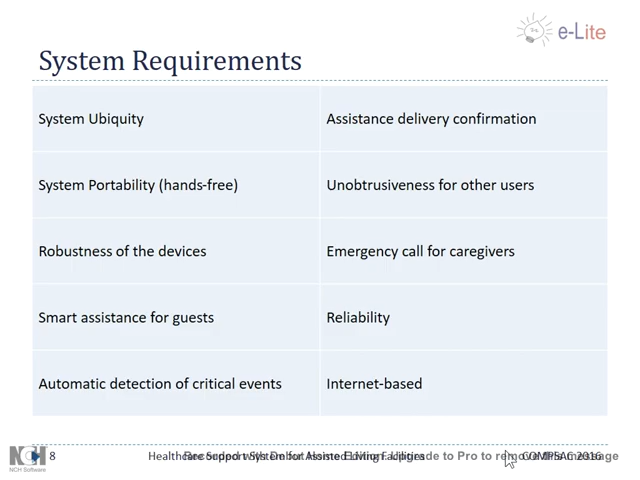 e-Lite
System Requirements
System Ubiquity
Assistance delivery confirmation
System Portability (hands-free)
Unobtrusiveness for other users
Robustness of the devices
Emergency call for caregivers
Smart assistance for guests
Reliability
Automatic detection of critical events
Internet-based
NCH
NCH Software
8
Healthcare Support System for Assisted Living Facilities
COMPSAC 2016